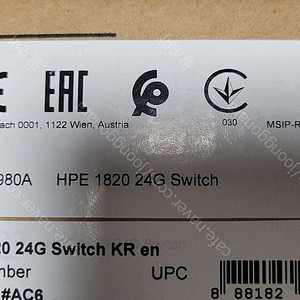 EAC
030
MSIP-R
ach 0001, 1122 Wien, Austria
980A HPE 1820 24G Switch
20 24G Switch KR en
mber UPC
#AC6 8 88182